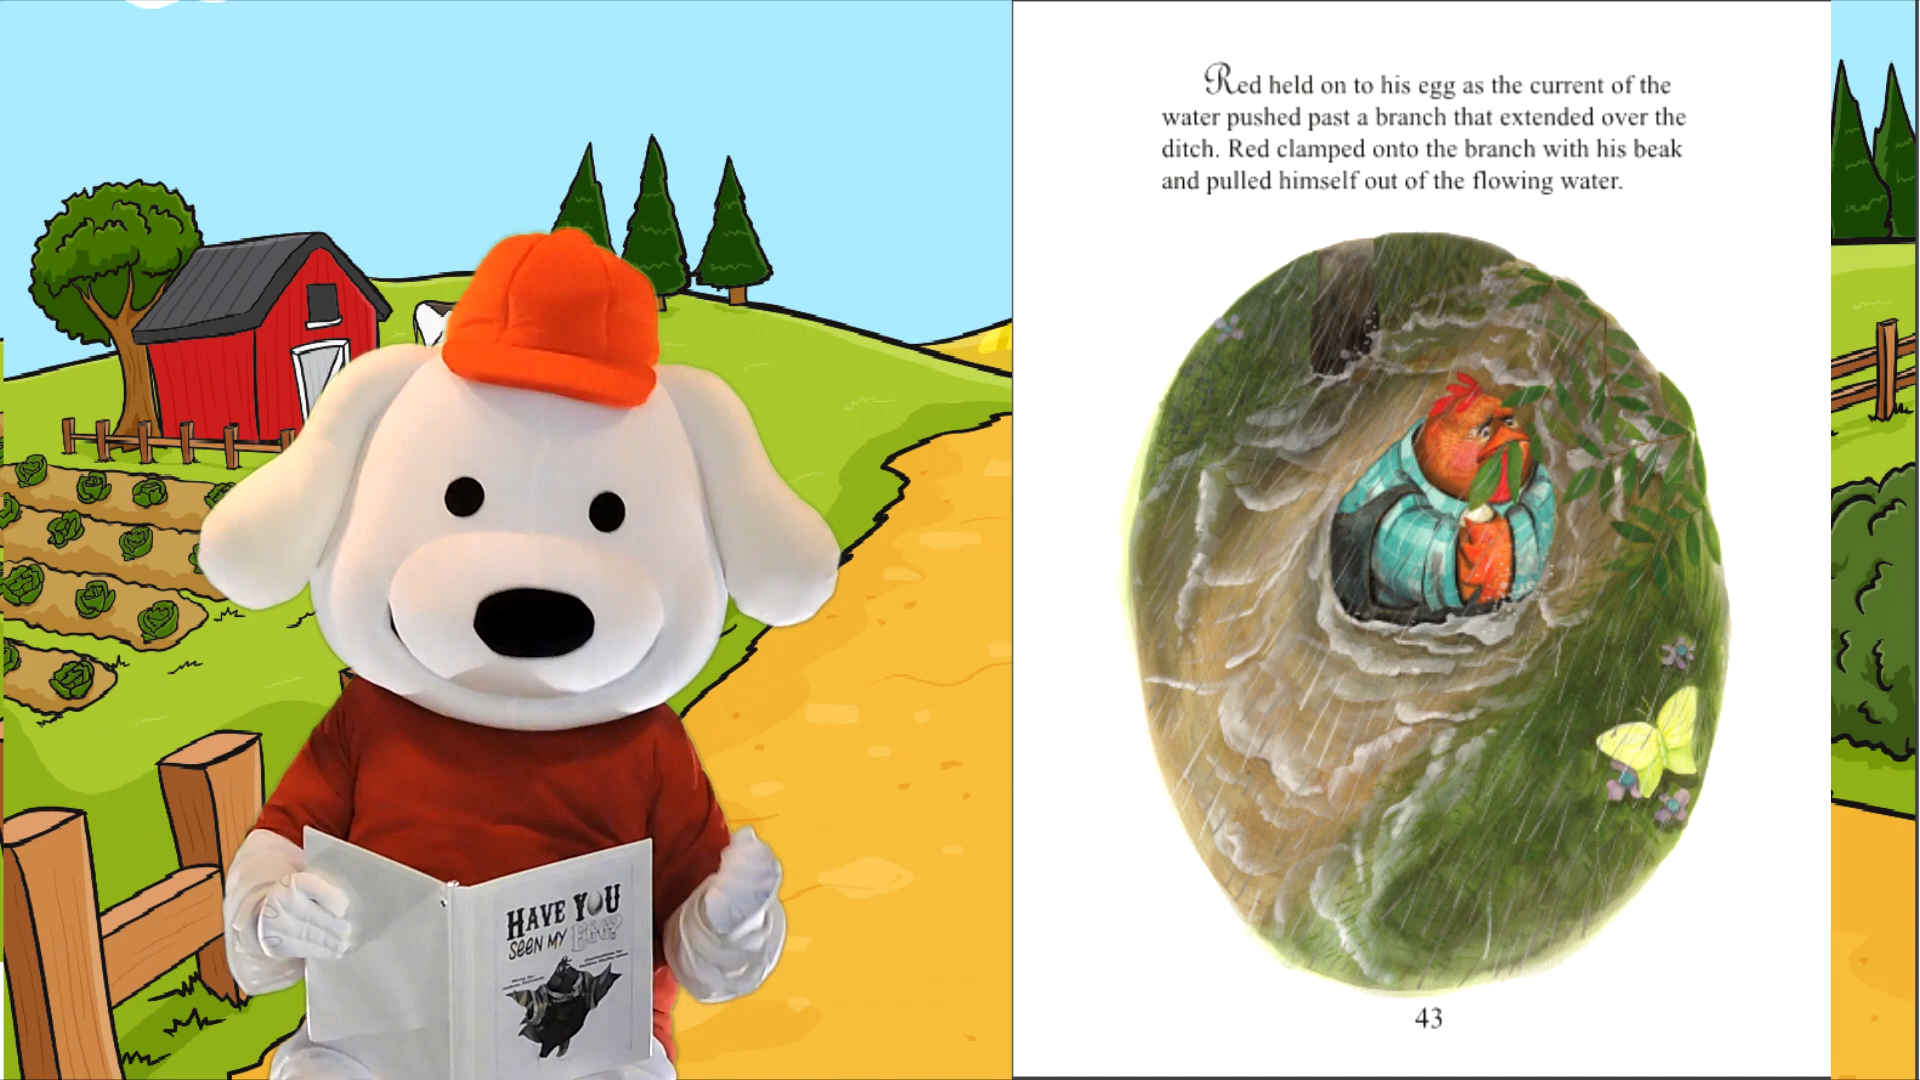 Red held on to his egg as the current of the
water pushed past a branch that extended over the
ditch. Red clamped onto the branch with his beak
and pulled himself out of the flowing water.
43
HAVE YOU
SEEN MY EGG?